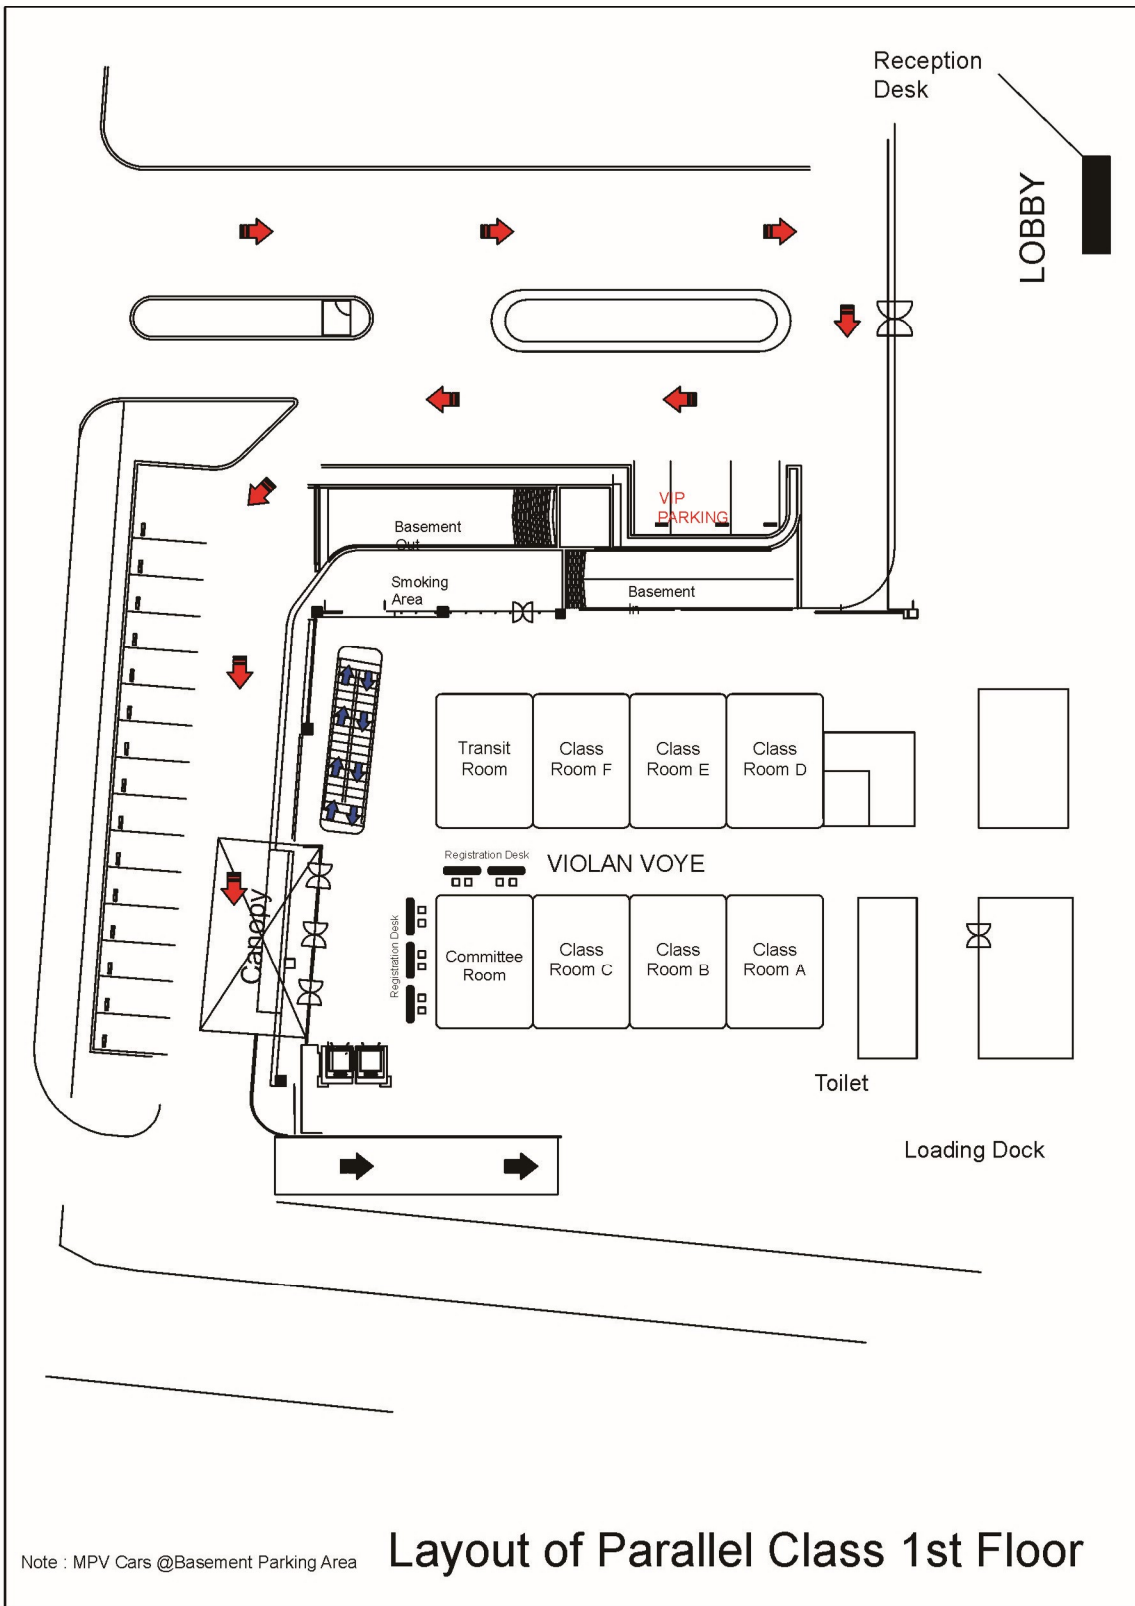 Reception
Desk
LOBBY
VIP
PARKING
Basement
Out
Smoking
Area
Basement
In
Transit
Room
Class
Room F
Class
Room E
Class
Room D
Registration Desk
VIOLAN VOYE
Registration Desk
Canopy
Committee
Room
Class
Room C
Class
Room B
Class
Room A
Toilet
Loading Dock
Note : MPV Cars @Basement Parking Area
Layout of Parallel Class 1st Floor